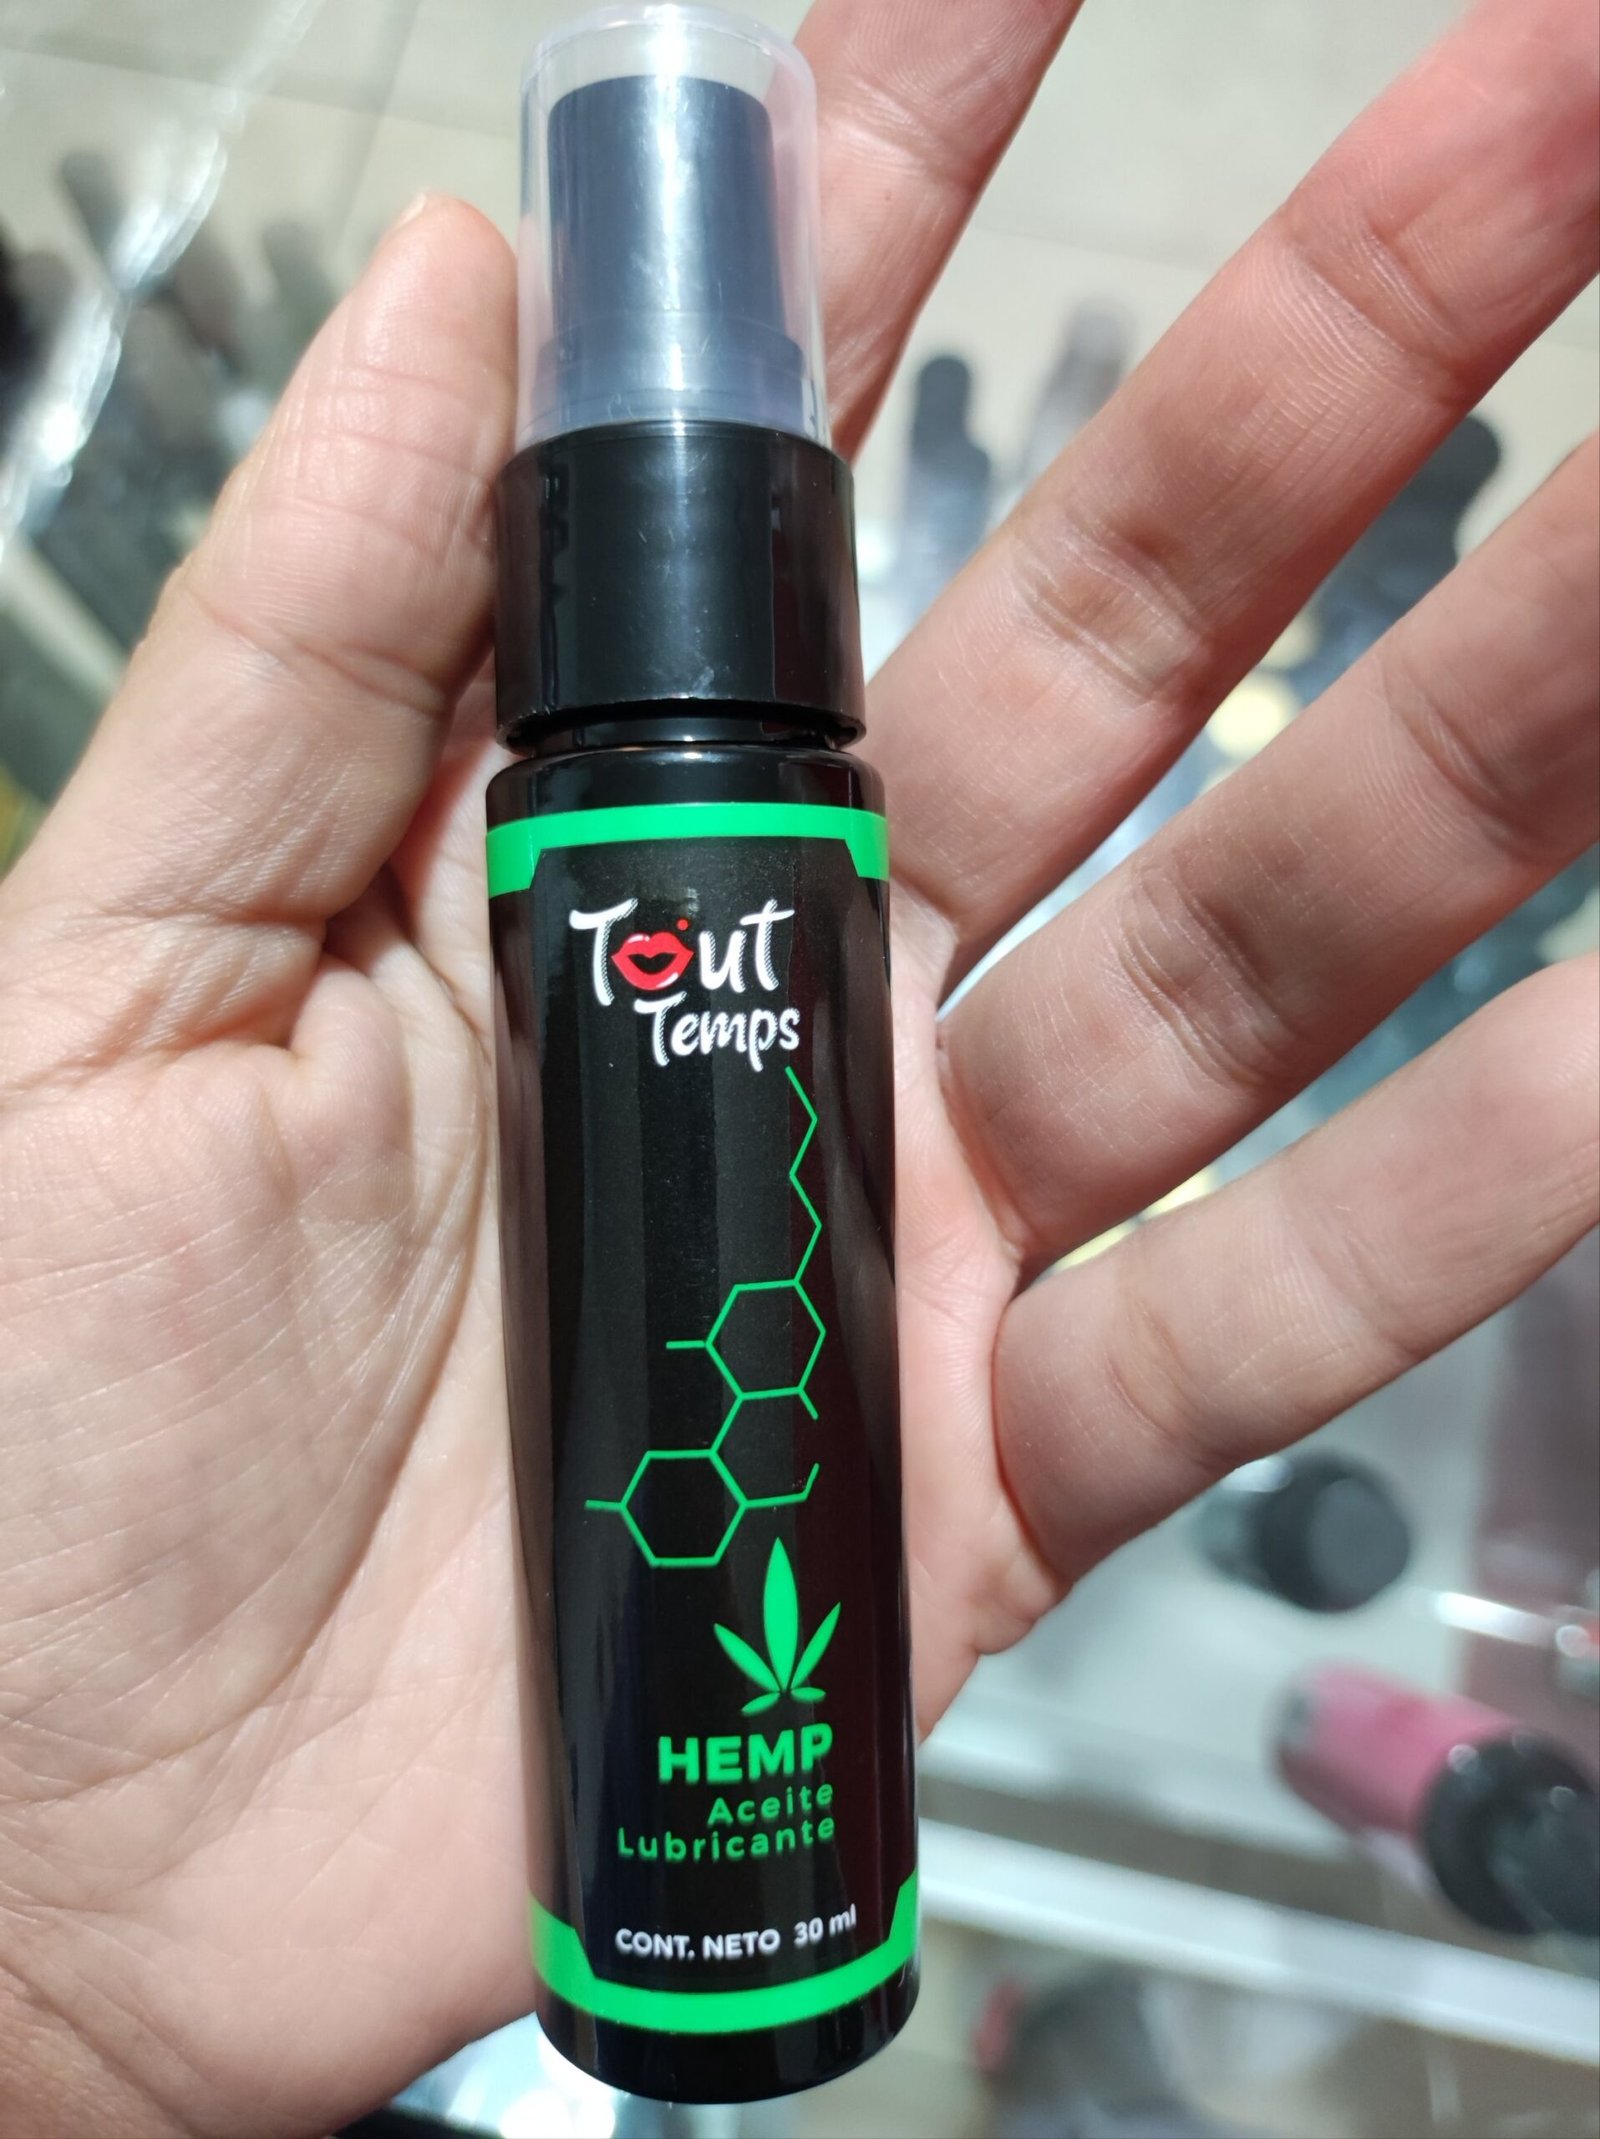 Tout
Temps
HEMP
Aceite
Lubricante
CONT. NETO 30 ml